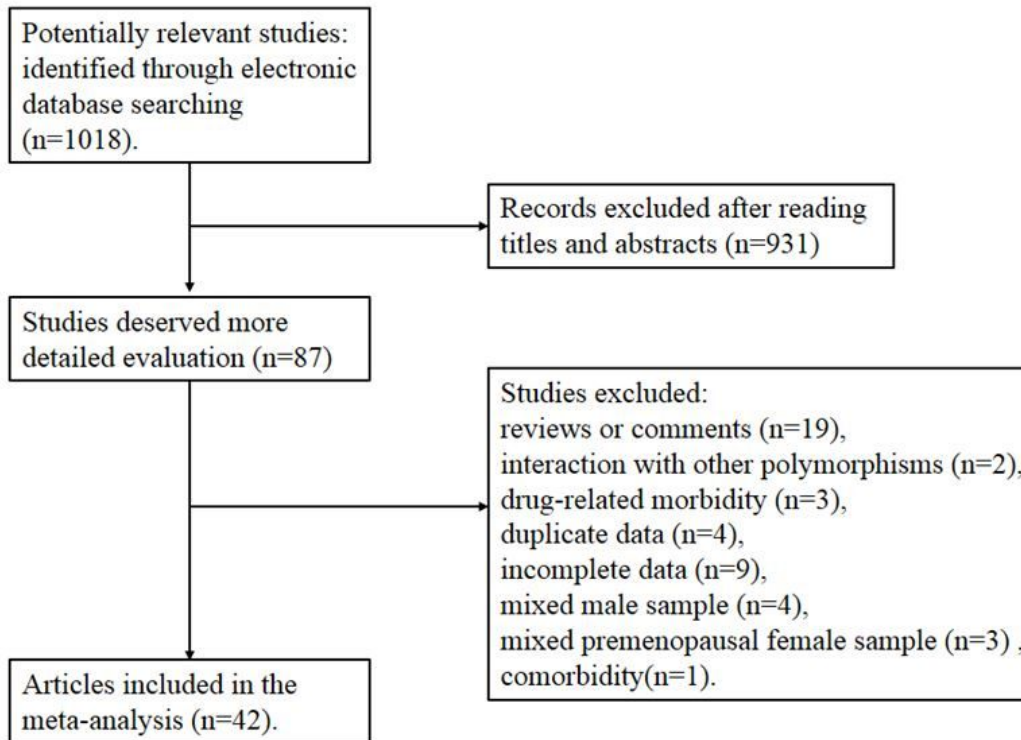 Potentially relevant studies:
identified through electronic
database searching
(n=1018).
Records excluded after reading
titles and abstracts (n=931)
Studies deserved more
detailed evaluation (n=87)
Studies excluded:
reviews or comments (n=19),
interaction with other polymorphisms (n=2),
drug-related morbidity (n=3),
duplicate data (n=4),
incomplete data (n=9),
mixed male sample (n=4),
mixed premenopausal female sample (n=3) ,
comorbidity(n=1).
Articles included in the
meta-analysis (n=42).